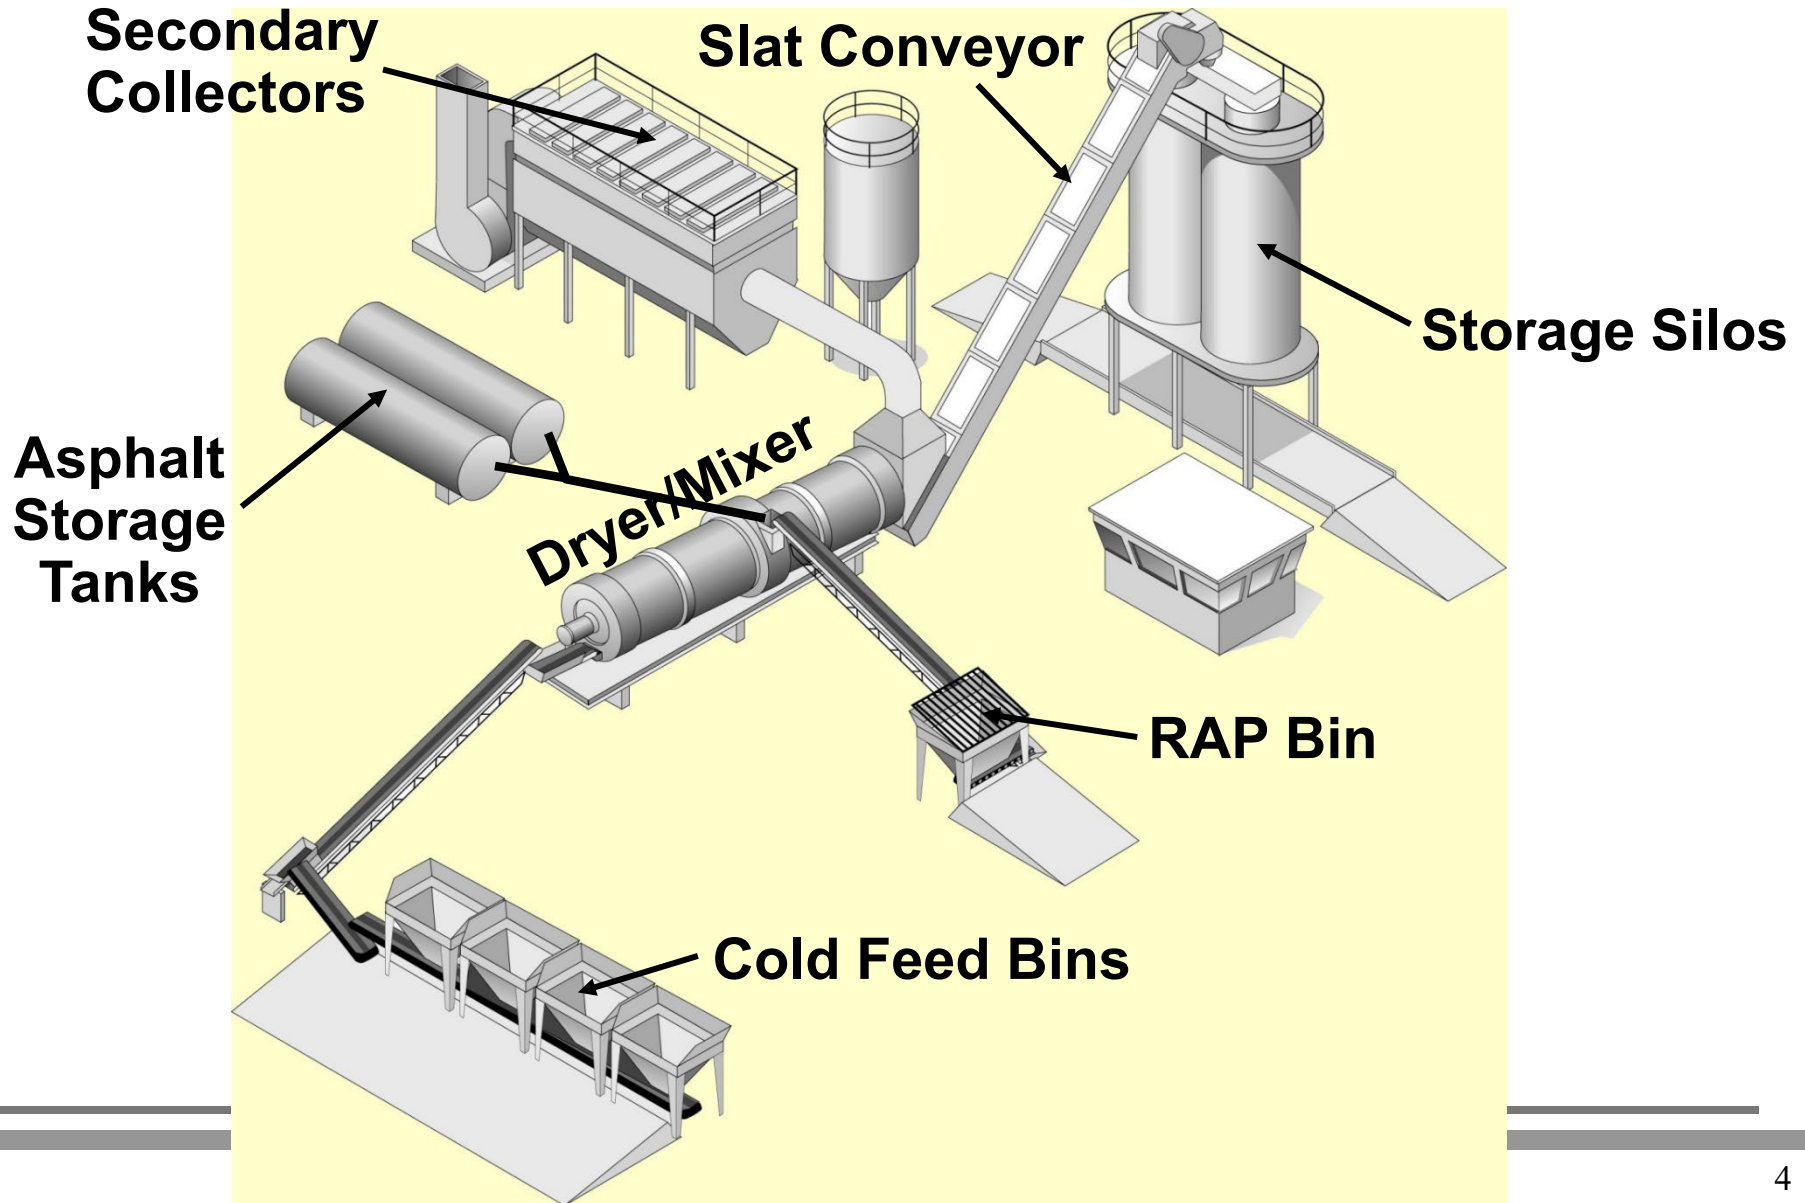 Secondary
Collectors
Slat Conveyor
Storage Silos
Asphalt
Storage
Tanks
Dryer/Mixer
RAP Bin
Cold Feed Bins
4